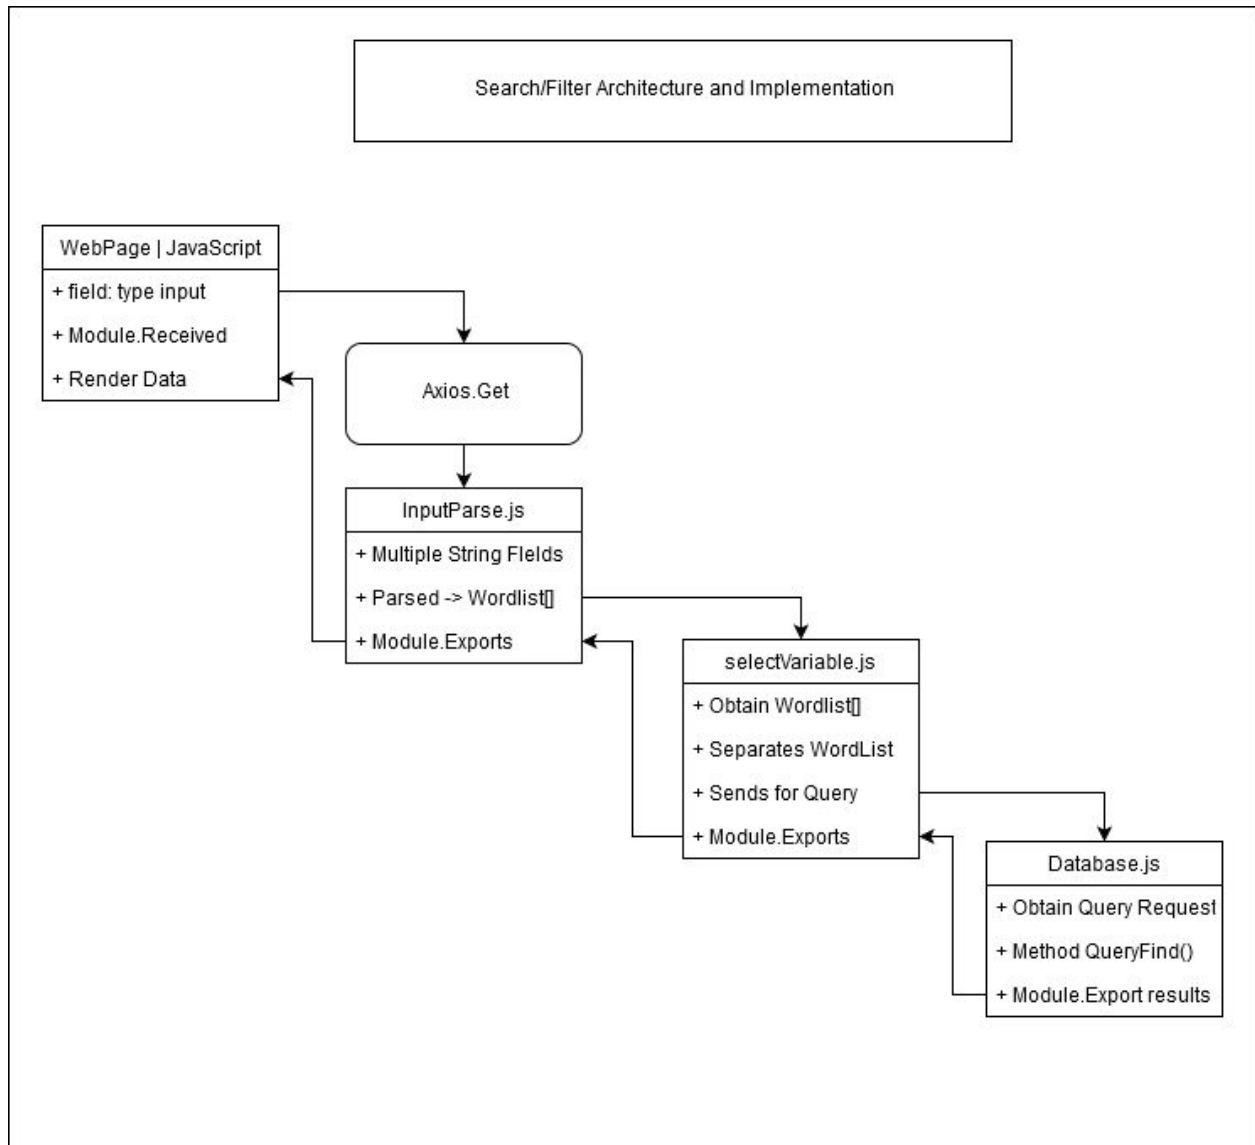 Search/Filter Architecture and Implementation
WebPage | JavaScript
+ field: type input
+ Module.Received
+ Render Data
Axios.Get
InputParse.js
+ Multiple String FIelds
+ Parsed -> Wordlist[]
+ Module.Exports
selectVariable.js
+ Obtain Wordlist[]
+ Separates WordList
+ Sends for Query
+ Module.Exports
Database.js
+ Obtain Query Request
+ Method QueryFind()
+ Module.Export results